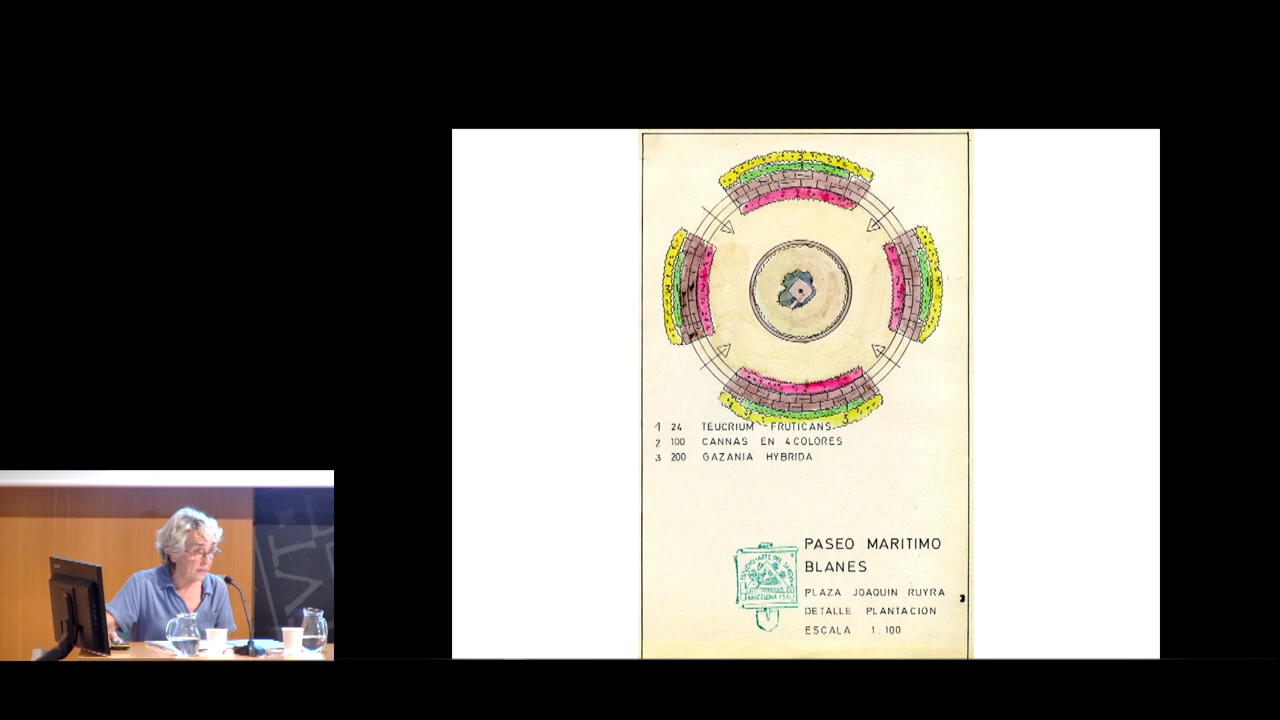 1 24 TEUCRIUM FRUTICANS
2 100 CANNAS EN 4 COLORES
3 200 GAZANIA HYBRIDA
PASEO MARITIMO
BLANES
PLAZA JOAQUIN RUYRA
DETALLE PLANTACION
ESCALA 1:100